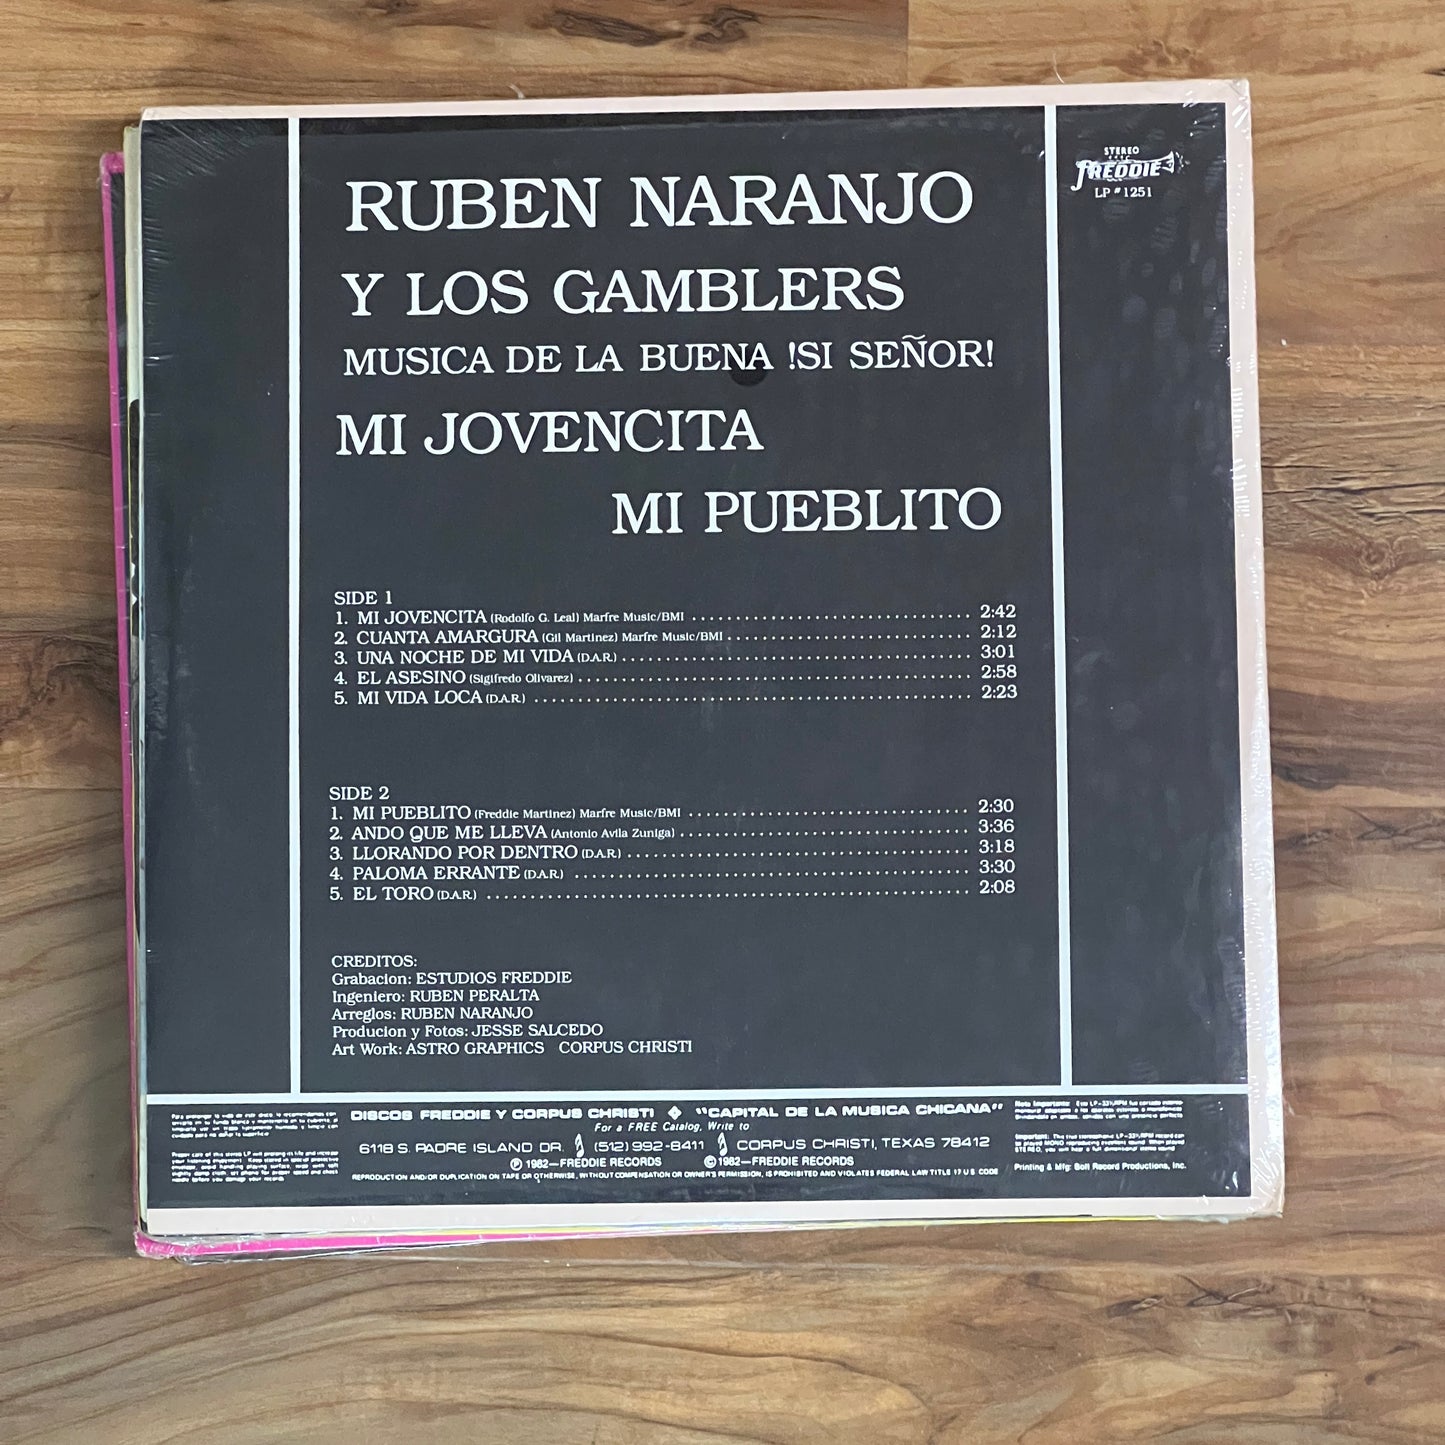 STEREO
FREDDIE
LP #1251
RUBEN NARANJO
Y LOS GAMBLERS
MUSICA DE LA BUENA !SI SEÑOR!
MI JOVENCITA
MI PUEBLITO
SIDE 1
1. MI JOVENCITA (Rodolfo G. Leal) Marfre Music/BMI 2:42
2. CUANTA AMARGURA (Gil Martinez) Marfre Music/BMI 2:12
3. UNA NOCHE DE MI VIDA (D.A.R.) 3:01
4. EL ASESINO (Sigifredo Olivarez) 2:58
5. MI VIDA LOCA (D.A.R.) 2:23
SIDE 2
1. MI PUEBLITO (Freddie Martinez) Marfre Music/BMI 2:30
2. ANDO QUE ME LLEVA (Antonio Avila Zuniga) 3:36
3. LLORANDO POR DENTRO (D.A.R.) 3:18
4. PALOMA ERRANTE (D.A.R.) 3:30
5. EL TORO (D.A.R.) 2:08
CREDITOS:
Grabacion: ESTUDIOS FREDDIE
Ingeniero: RUBEN PERALTA
Arreglos: RUBEN NARANJO
Producion y Fotos: JESSE SALCEDO
Art Work: ASTRO GRAPHICS CORPUS CHRISTI
DISCOS FREDDIE Y CORPUS CHRISTI "CAPITAL DE LA MUSICA CHICANA"
For a FREE Catalog, Write to
6118 S. PADRE ISLAND DR. (512) 992-8411 CORPUS CHRISTI, TEXAS 78412
Ⓟ 1982—FREDDIE RECORDS ©1982—FREDDIE RECORDS
REPRODUCTION AND/OR DUPLICATION ON TAPE OR OTHERWISE, WITHOUT COMPENSATION OR OWNER'S PERMISSION, IS PROHIBITED AND VIOLATES FEDERAL LAW TITLE 17 US CODE
Printing & Mfg: Boll Record Productions, Inc.